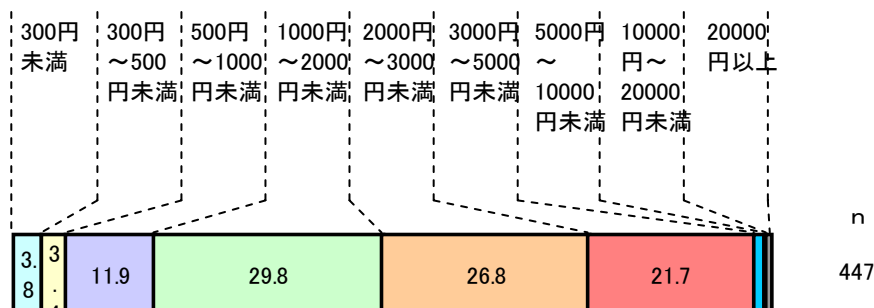 300円
未満
300円
~500
円未満
500円
~1000
円未満
1000円
~2000
円未満
2000円
~3000
円未満
3000円
~5000
円未満
5000円
~
10000
円未満
10000
円~
20000
円未満
20000
円以上
n
3.
8
3
.
11.9
29.8
26.8
21.7
447